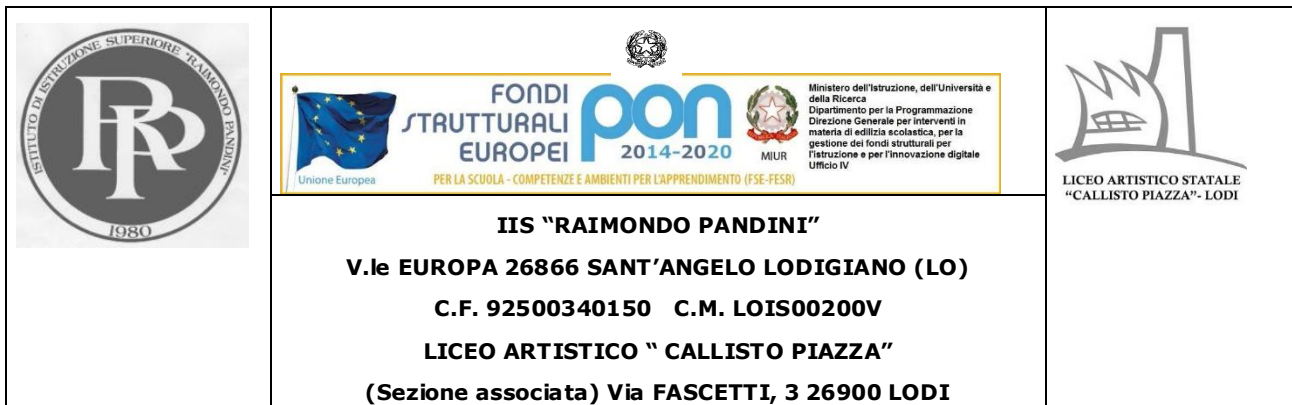 ISTITUTO DI ISTRUZIONE SUPERIORE "RAIMONDO PANDINI"
RP
1980
Unione Europea
FONDI
STRUTTURALI
EUROPEI
pon
2014-2020
MIUR
Ministero dell'Istruzione, dell'Università e
della Ricerca
Dipartimento per la Programmazione
Direzione Generale per interventi in
materia di edilizia scolastica, per la
gestione dei fondi strutturali per
l'istruzione e per l'innovazione digitale
Ufficio IV
PER LA SCUOLA - COMPETENZE E AMBIENTI PER L'APPRENDIMENTO (FSE-FESR)
LICEO ARTISTICO STATALE
"CALLISTO PIAZZA"- LODI
IIS “RAIMONDO PANDINI”
V.le EUROPA 26866 SANT’ANGELO LODIGIANO (LO)
C.F. 92500340150 C.M. LOIS00200V
LICEO ARTISTICO “ CALLISTO PIAZZA”
(Sezione associata) Via FASCETTI, 3 26900 LODI